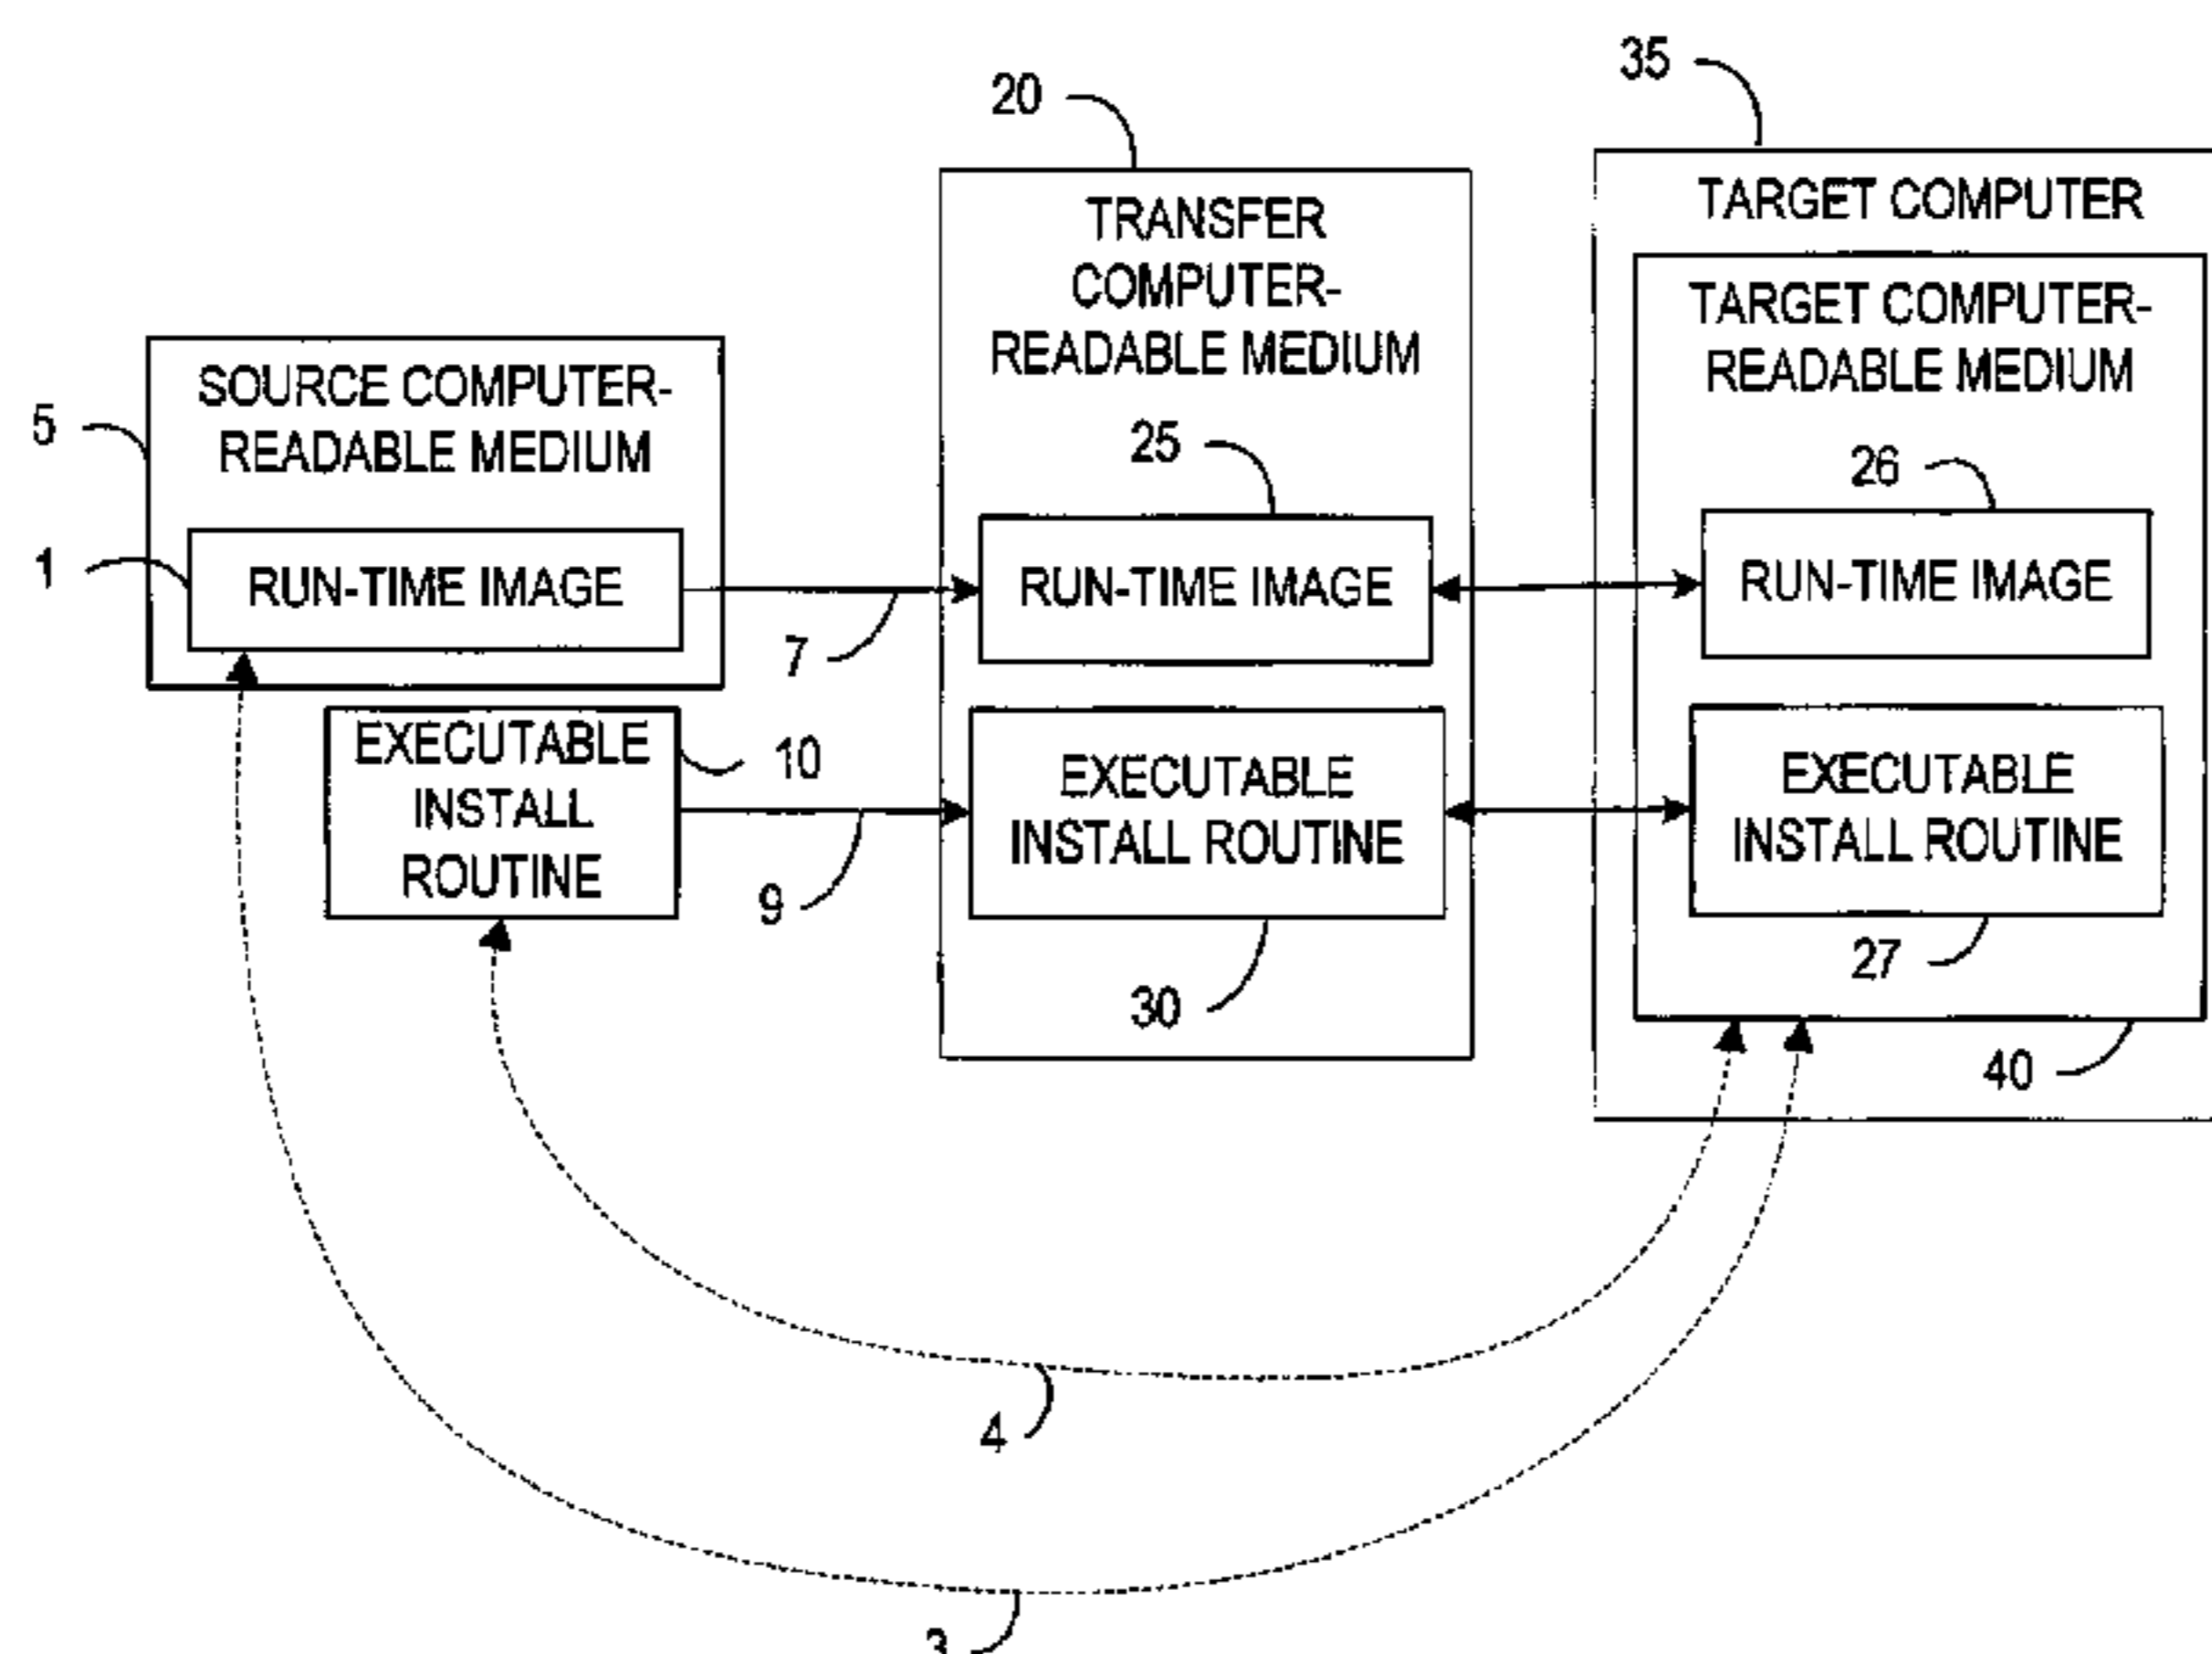 35
20
TARGET COMPUTER
TRANSFER
COMPUTER-
READABLE MEDIUM
TARGET COMPUTER-
READABLE MEDIUM
SOURCE COMPUTER-
READABLE MEDIUM
5
25
26
1
RUN-TIME IMAGE
RUN-TIME IMAGE
RUN-TIME IMAGE
7
EXECUTABLE
INSTALL
ROUTINE
10
EXECUTABLE
INSTALL ROUTINE
EXECUTABLE
INSTALL ROUTINE
9
27
30
40
4
3